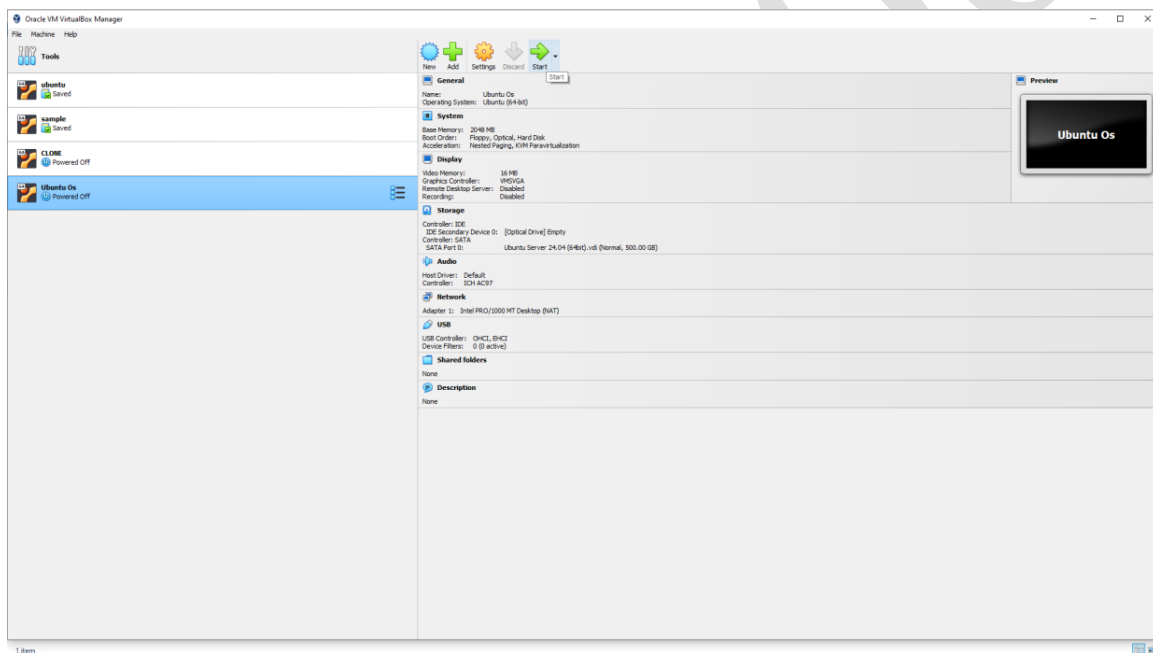 Oracle VM VirtualBox Manager
File Machine Help
Tools
ubuntu
Saved
sample
Saved
CLONE
Powered Off
Ubuntu Os
Powered Off
New Add Settings Discard Start
Start
General
Name: Ubuntu Os
Operating System: Ubuntu (64-bit)
System
Base Memory: 2048 MB
Boot Order: Floppy, Optical, Hard Disk
Acceleration: Nested Paging, KVM Paravirtualization
Display
Video Memory: 16 MB
Graphics Controller: VMSVGA
Remote Desktop Server: Disabled
Recording: Disabled
Storage
Controller: IDE
IDE Secondary Device 0: [Optical Drive] Empty
Controller: SATA
SATA Port 0: Ubuntu Server 24.04 (64bit).vdi (Normal, 500.00 GB)
Audio
Host Driver: Default
Controller: ICH AC97
Network
Adapter 1: Intel PRO/1000 MT Desktop (NAT)
USB
USB Controller: OHCI, EHCI
Device Filters: 0 (0 active)
Shared folders
None
Description
None
Preview
Ubuntu Os
1 item